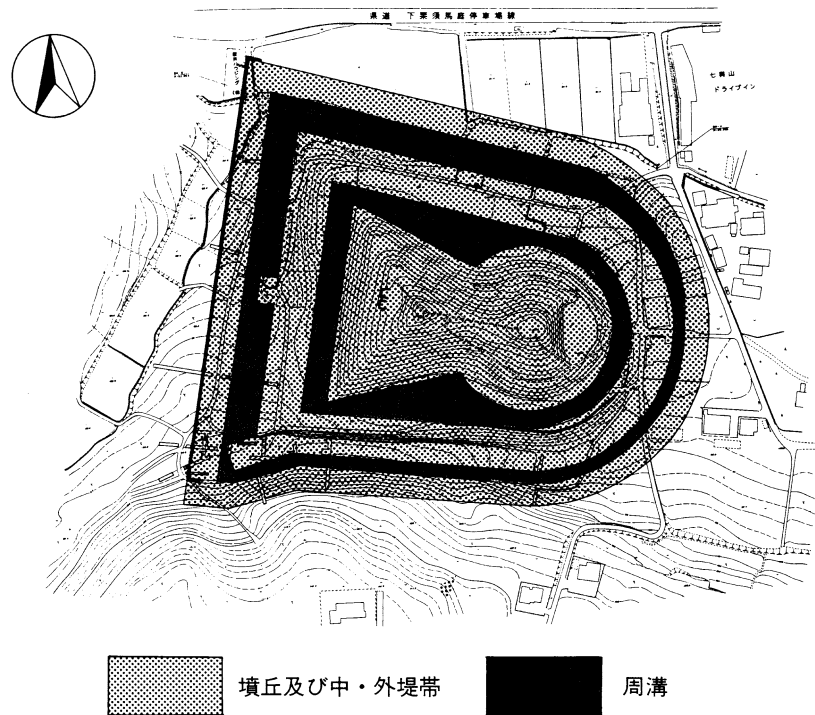 県道 下栗須馬庭停車場線
七輿山
ドライブイン
墳丘及び中・外堤帯
周溝